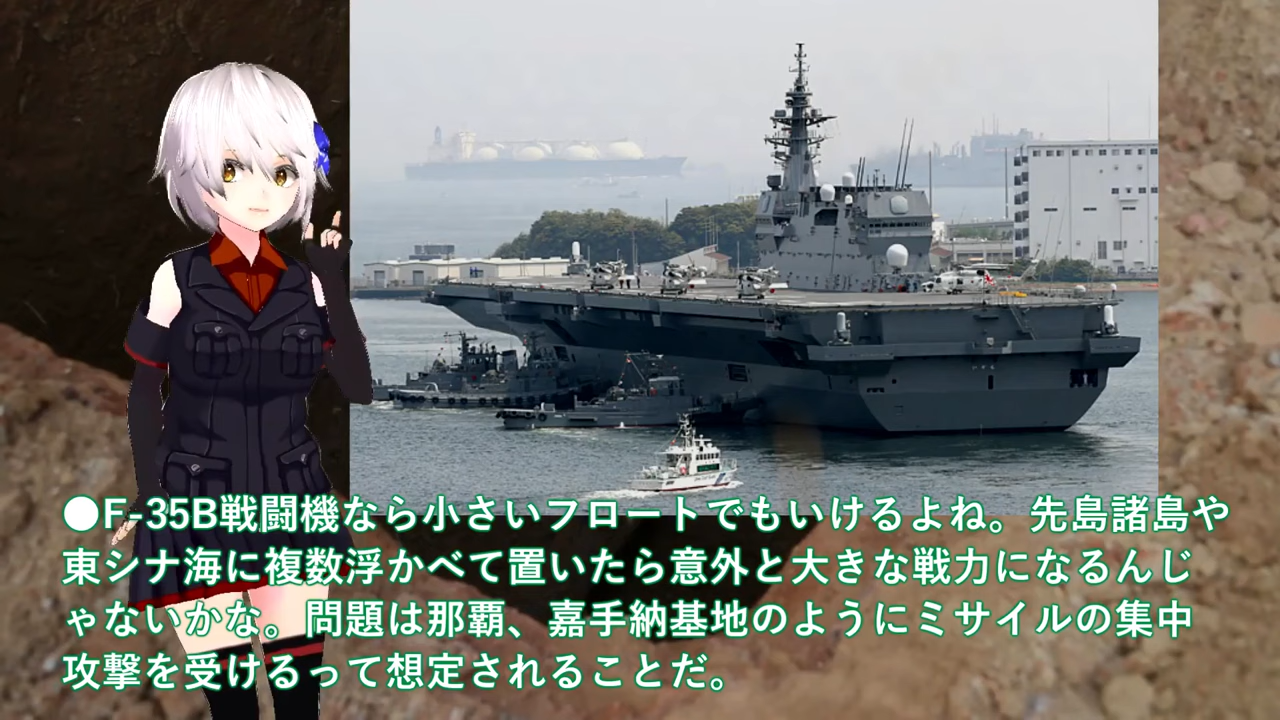 ●F-35B戦闘機なら小さいフロートでもいけるよね。先島諸島や
東シナ海に複数浮かべて置いたら意外と大きな戦力になるんじ
ゃないかな。問題は那覇、嘉手納基地のようにミサイルの集中
攻撃を受けるって想定されることだ。